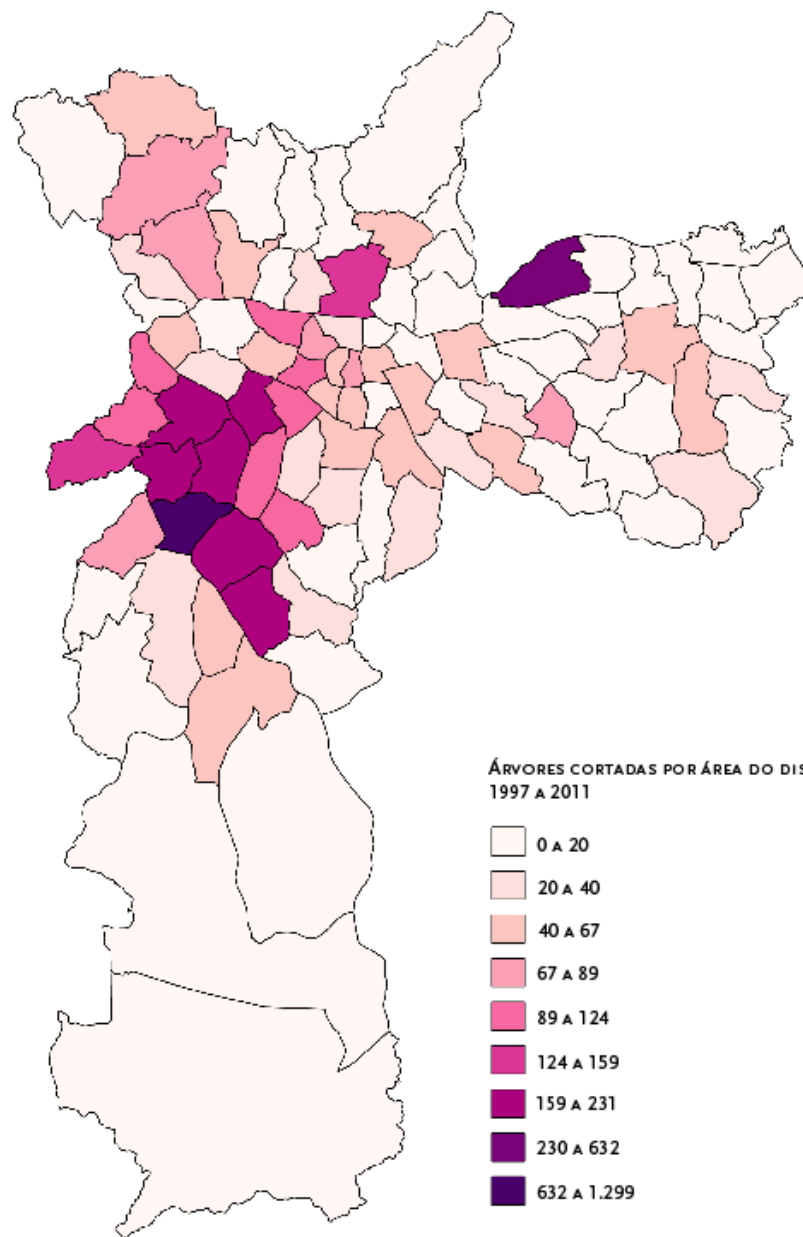 ÁRVORES CORTADAS POR ÁREA DO DIS
1997 A 2011
0 A 20
20 A 40
40 A 67
67 A 89
89 A 124
124 A 159
159 A 231
230 A 632
632 A 1.299